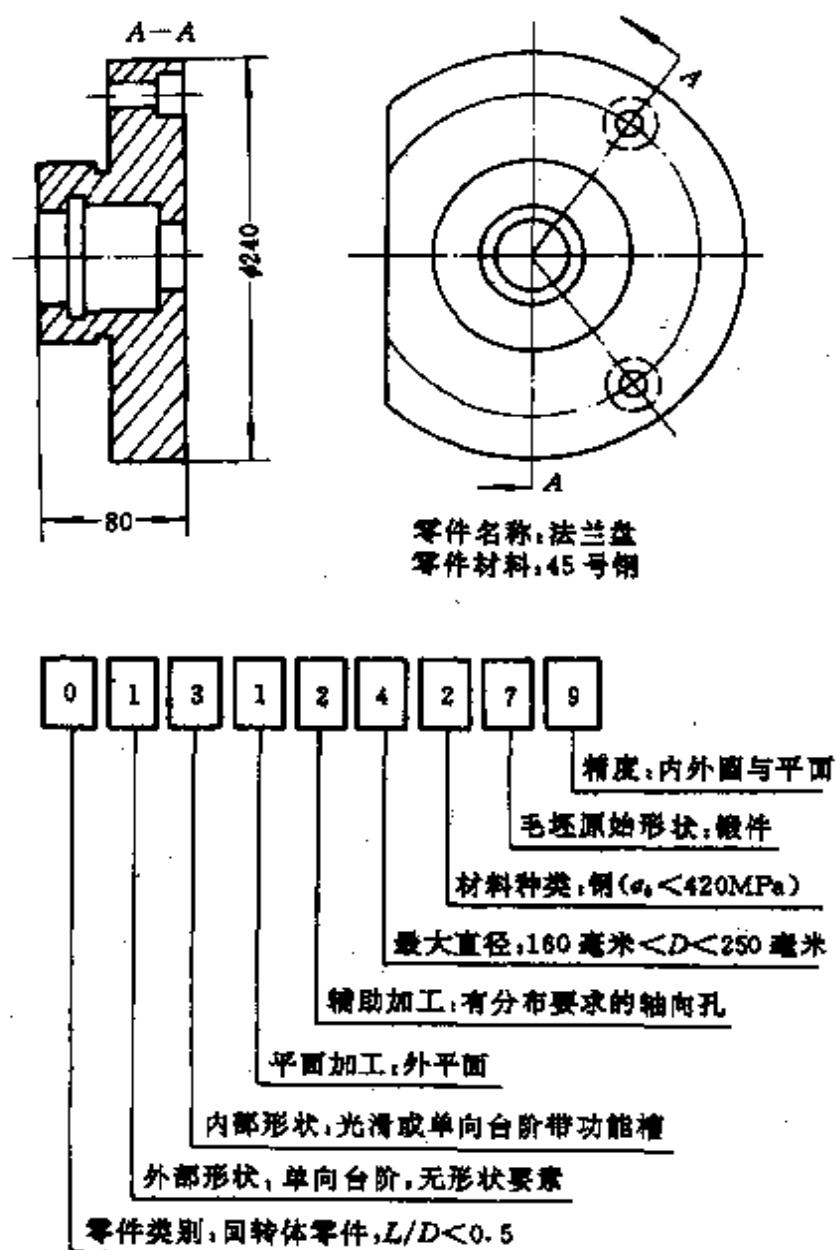 A—A
A
φ240
80
A
零件名称:法兰盘
零件材料:45号钢
0 1 3 1 2 4 2 7 9
精度:内外圆与平面
毛坯原始形状:锻件
材料种类:钢(σb<420MPa)
最大直径:160毫米<D<250毫米
辅助加工:有分布要求的轴向孔
平面加工:外平面
内部形状:光滑或单向台阶带功能槽
外部形状:单向台阶,无形状要素
零件类别:回转体零件,L/D<0.5